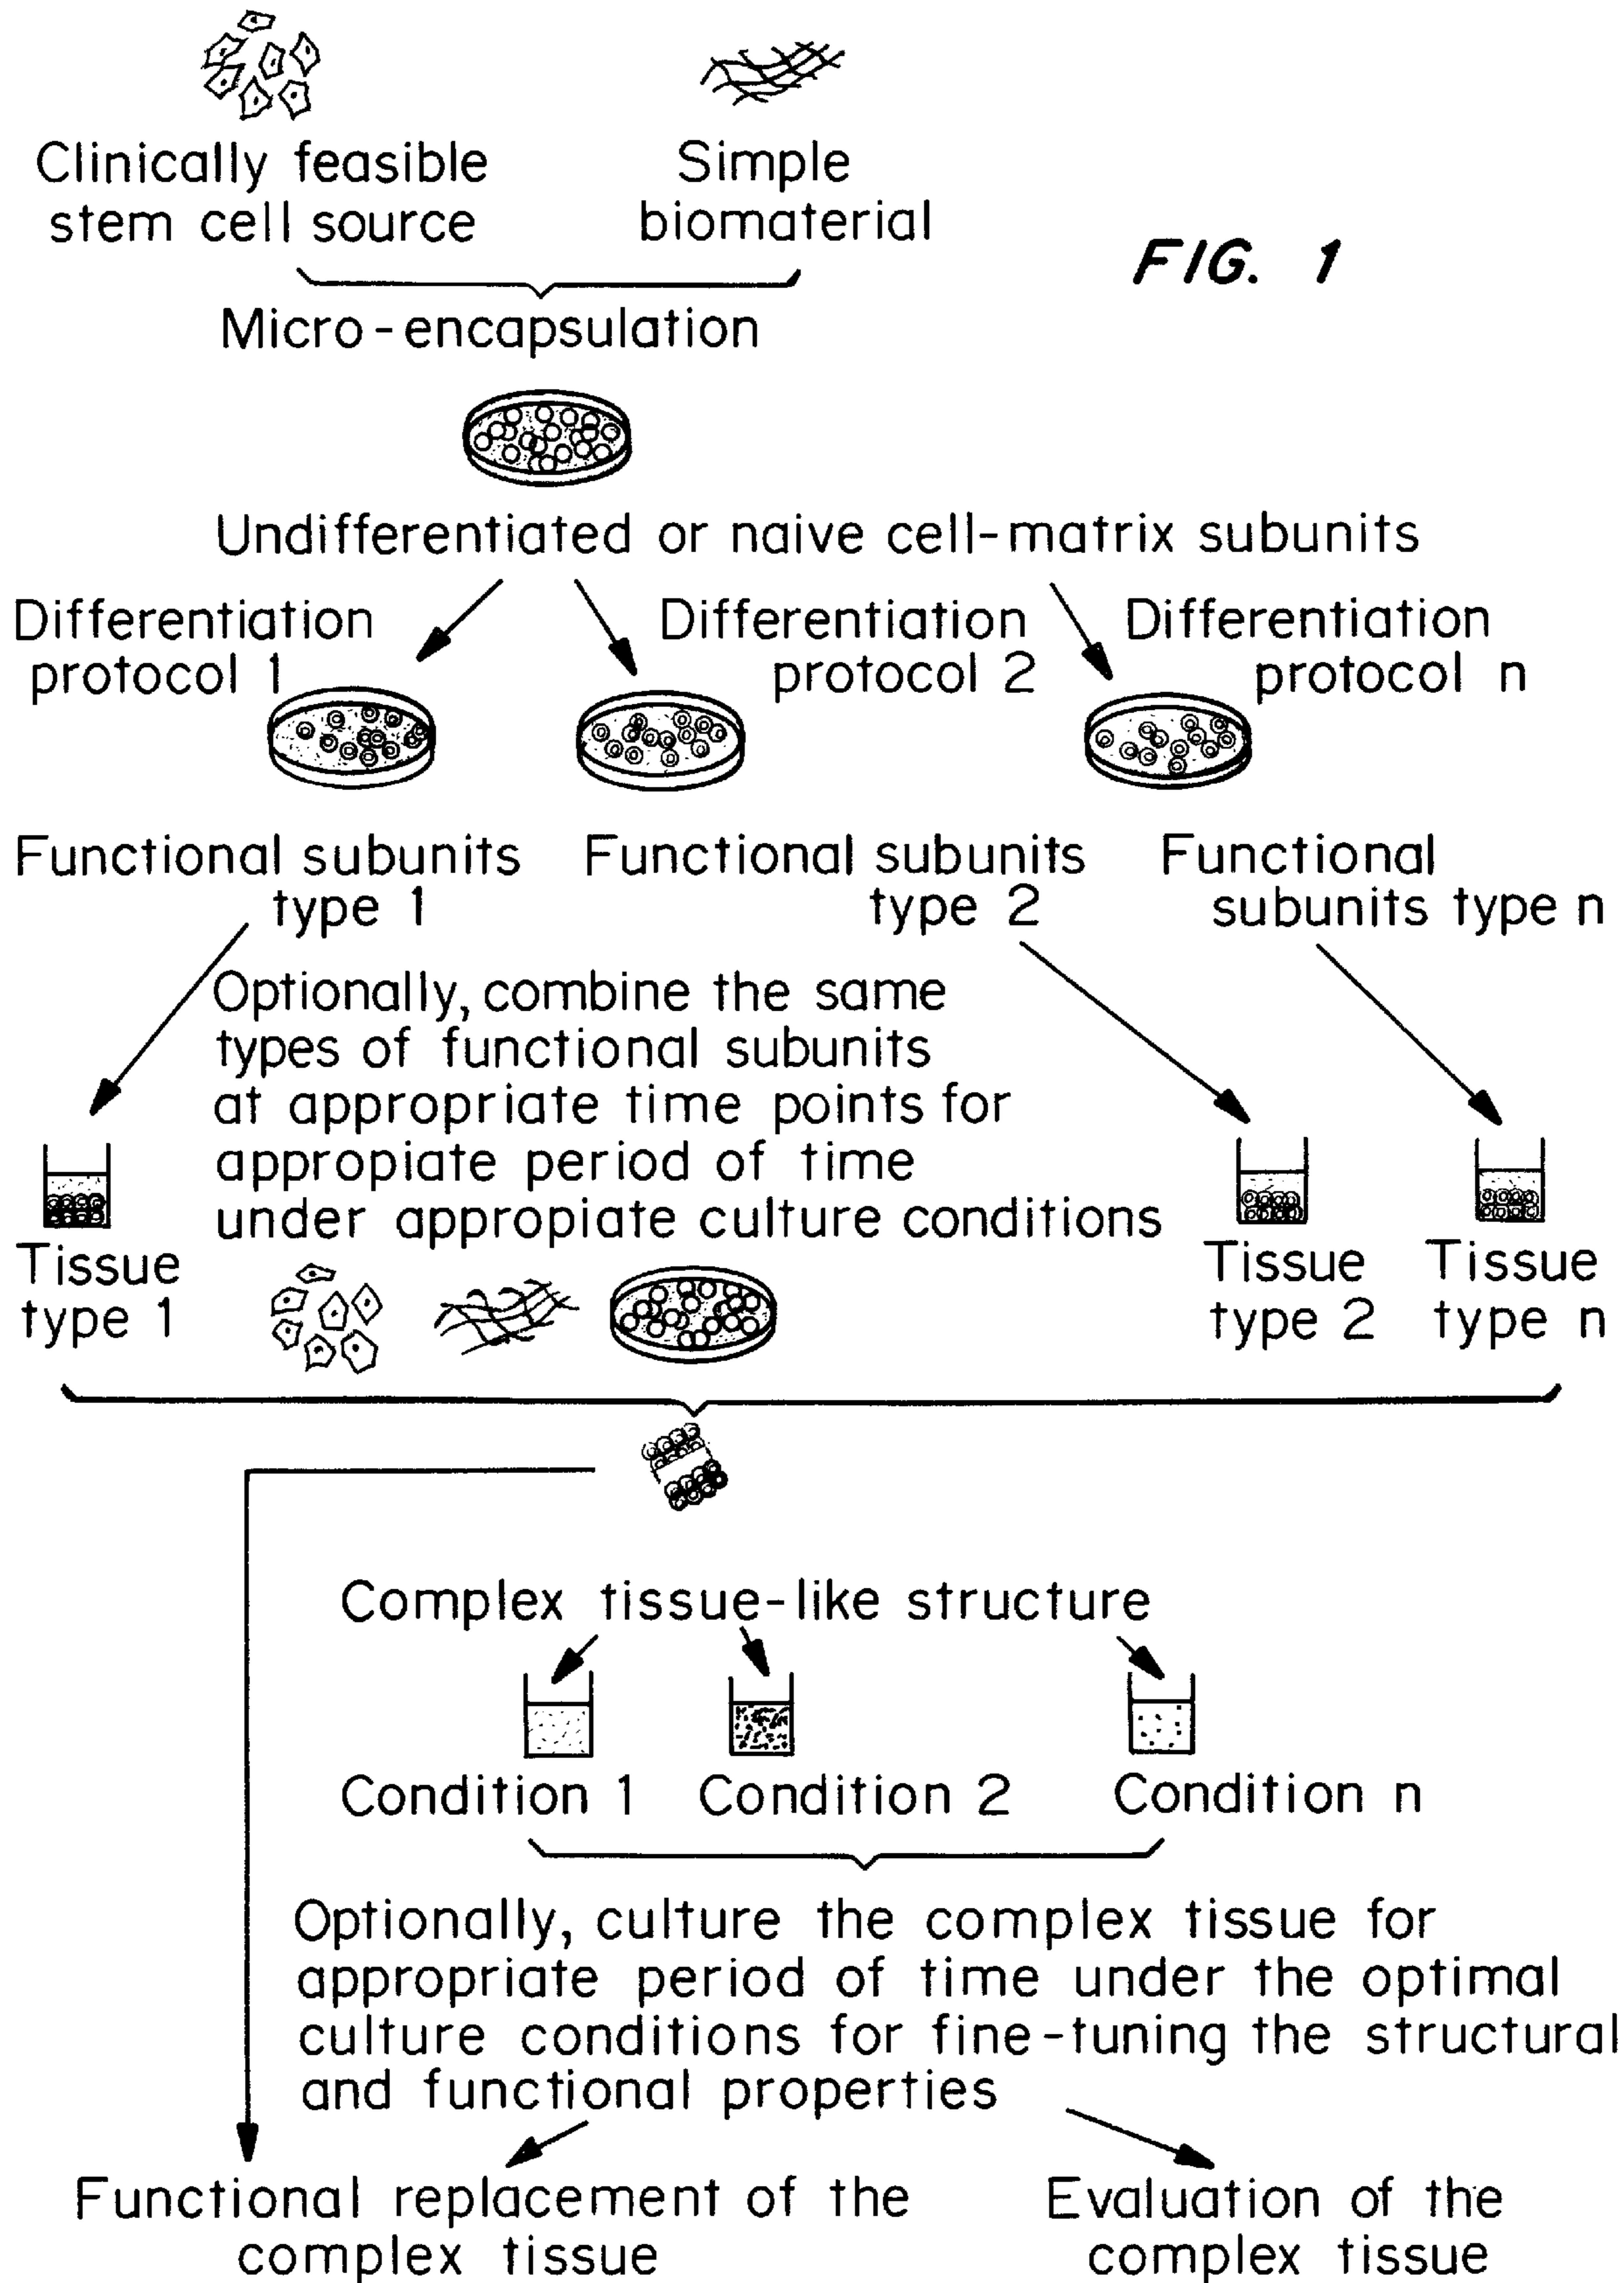 Clinically feasible
stem cell source
Simple
biomaterial
FIG. 1
Micro-encapsulation
Undifferentiated or naive cell-matrix subunits
Differentiation
protocol 1
Differentiation
protocol 2
Differentiation
protocol n
Functional subunits
type 1
Functional subunits
type 2
Functional
subunits type n
Optionally, combine the same
types of functional subunits
at appropriate time points for
appropiate period of time
under appropiate culture conditions
Tissue
type 1
Tissue
type 2
Tissue
type n
Complex tissue-like structure
Condition 1
Condition 2
Condition n
Optionally, culture the complex tissue for
appropriate period of time under the optimal
culture conditions for fine-tuning the structural
and functional properties
Functional replacement of the
complex tissue
Evaluation of the
complex tissue